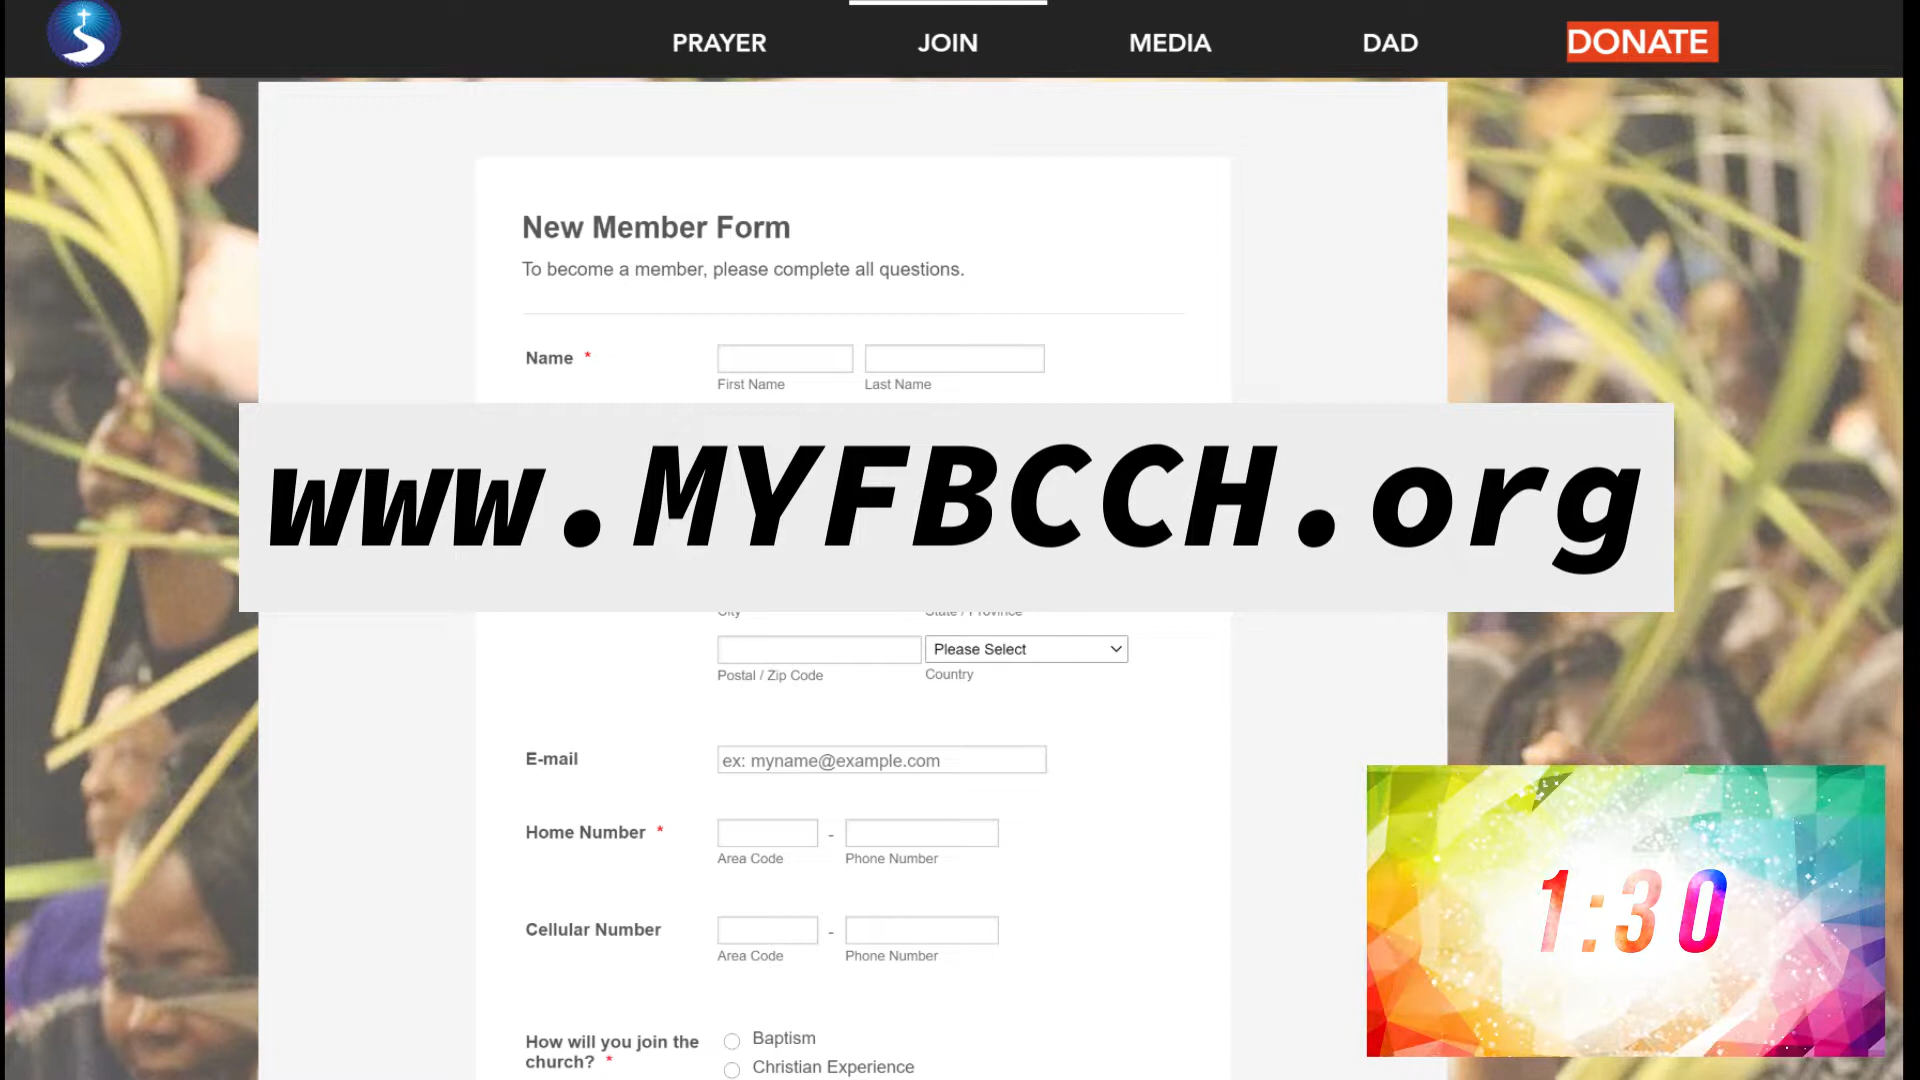 PRAYER JOIN MEDIA DAD DONATE
New Member Form
To become a member, please complete all questions.
Name *
First Name Last Name
www.MYFBCCH.org
City State / Province
Please Select
Postal / Zip Code Country
E-mail ex: myname@example.com
Home Number * -
Area Code Phone Number
Cellular Number -
Area Code Phone Number
How will you join the church? *
Baptism
Christian Experience
1:30